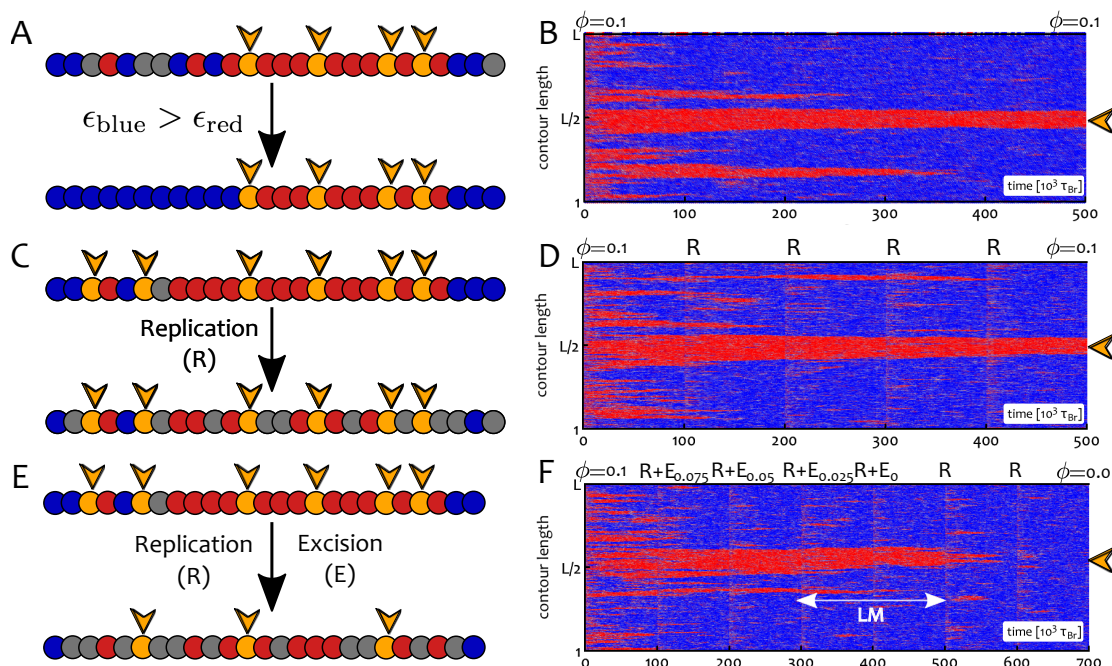 A
ϵblue > ϵred
B
ϕ=0.1 ϕ=0.1
L
L/2
1
contour length
time [10³ τBr]
0 100 200 300 400 500
C
Replication
(R)
D
ϕ=0.1 R R R R ϕ=0.1
L
L/2
1
contour length
time [10³ τBr]
0 100 200 300 400 500
E
Replication
(R)
Excision
(E)
F
ϕ=0.1 R+E0.075 R+E0.05 R+E0.025 R+E0 R R ϕ=0.0
L
L/2
1
contour length
LM
time [10³ τBr]
0 100 200 300 400 500 600 700